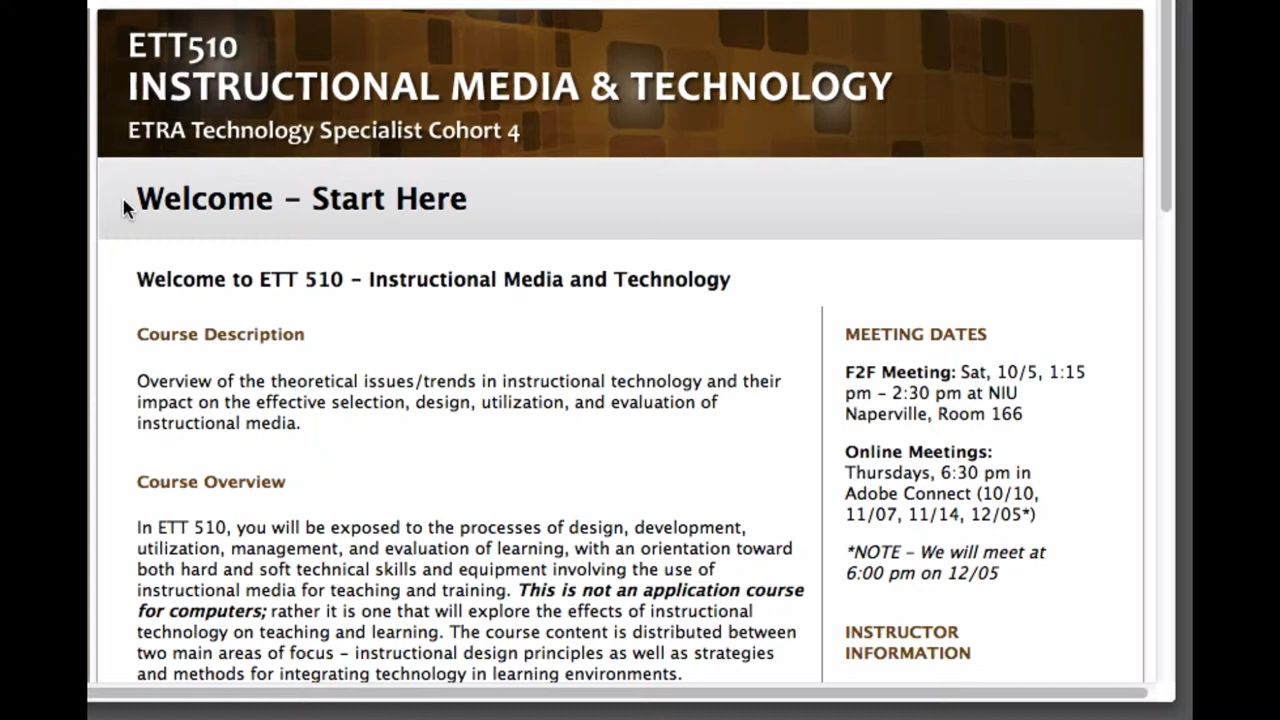 ETT510
INSTRUCTIONAL MEDIA & TECHNOLOGY
ETRA Technology Specialist Cohort 4
Welcome – Start Here
Welcome to ETT 510 – Instructional Media and Technology
Course Description
Overview of the theoretical issues/trends in instructional technology and their
impact on the effective selection, design, utilization, and evaluation of
instructional media.
Course Overview
In ETT 510, you will be exposed to the processes of design, development,
utilization, management, and evaluation of learning, with an orientation toward
both hard and soft technical skills and equipment involving the use of
instructional media for teaching and training. This is not an application course
for computers; rather it is one that will explore the effects of instructional
technology on teaching and learning. The course content is distributed between
two main areas of focus – instructional design principles as well as strategies
and methods for integrating technology in learning environments.
MEETING DATES
F2F Meeting: Sat, 10/5, 1:15
pm – 2:30 pm at NIU
Naperville, Room 166
Online Meetings:
Thursdays, 6:30 pm in
Adobe Connect (10/10,
11/07, 11/14, 12/05*)
*NOTE – We will meet at
6:00 pm on 12/05
INSTRUCTOR
INFORMATION